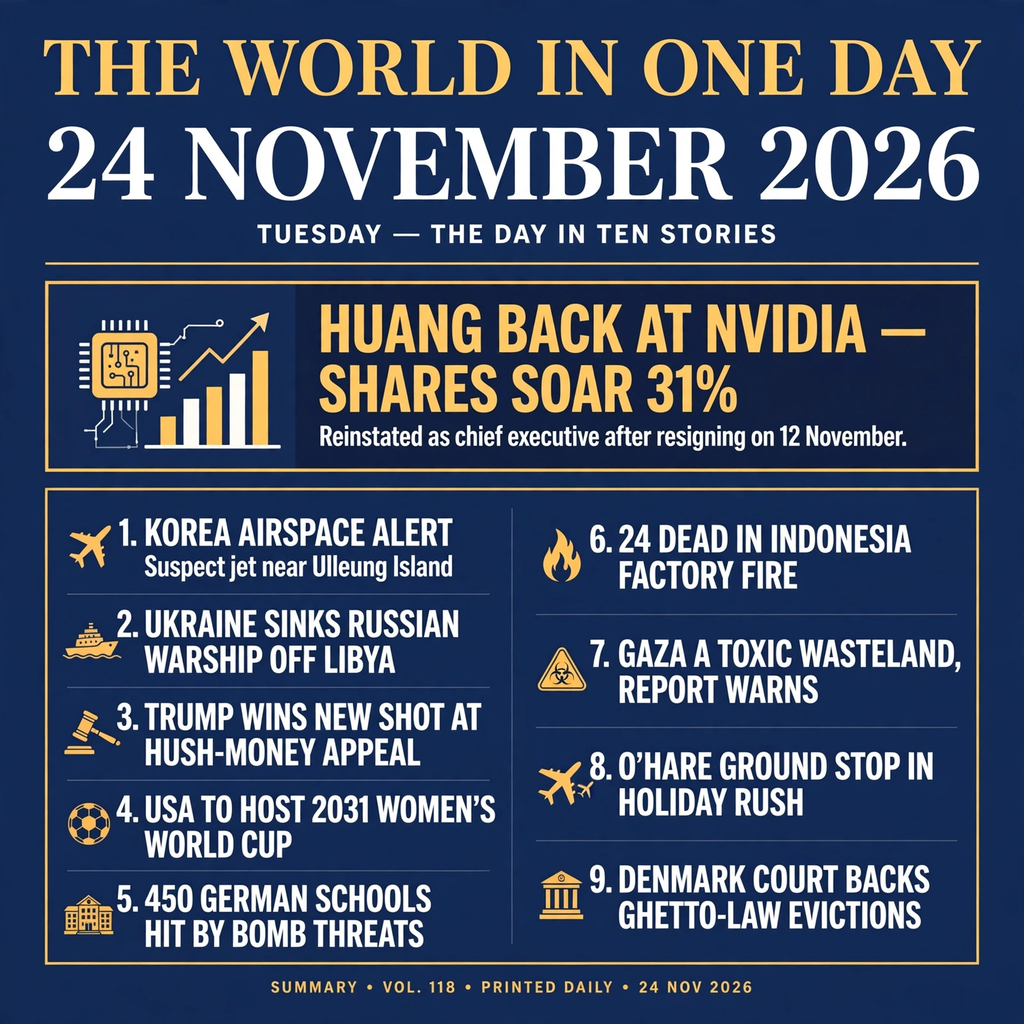 THE WORLD IN ONE DAY
24 NOVEMBER 2026
TUESDAY — THE DAY IN TEN STORIES
HUANG BACK AT NVIDIA —
SHARES SOAR 31%
Reinstated as chief executive after resigning on 12 November.
1. KOREA AIRSPACE ALERT
Suspect jet near Ulleung Island
2. UKRAINE SINKS RUSSIAN
WARSHIP OFF LIBYA
3. TRUMP WINS NEW SHOT AT
HUSH-MONEY APPEAL
4. USA TO HOST 2031 WOMEN'S
WORLD CUP
5. 450 GERMAN SCHOOLS
HIT BY BOMB THREATS
6. 24 DEAD IN INDONESIA
FACTORY FIRE
7. GAZA A TOXIC WASTELAND,
REPORT WARNS
8. O'HARE GROUND STOP IN
HOLIDAY RUSH
9. DENMARK COURT BACKS
GHETTO-LAW EVICTIONS
SUMMARY • VOL. 118 • PRINTED DAILY • 24 NOV 2026